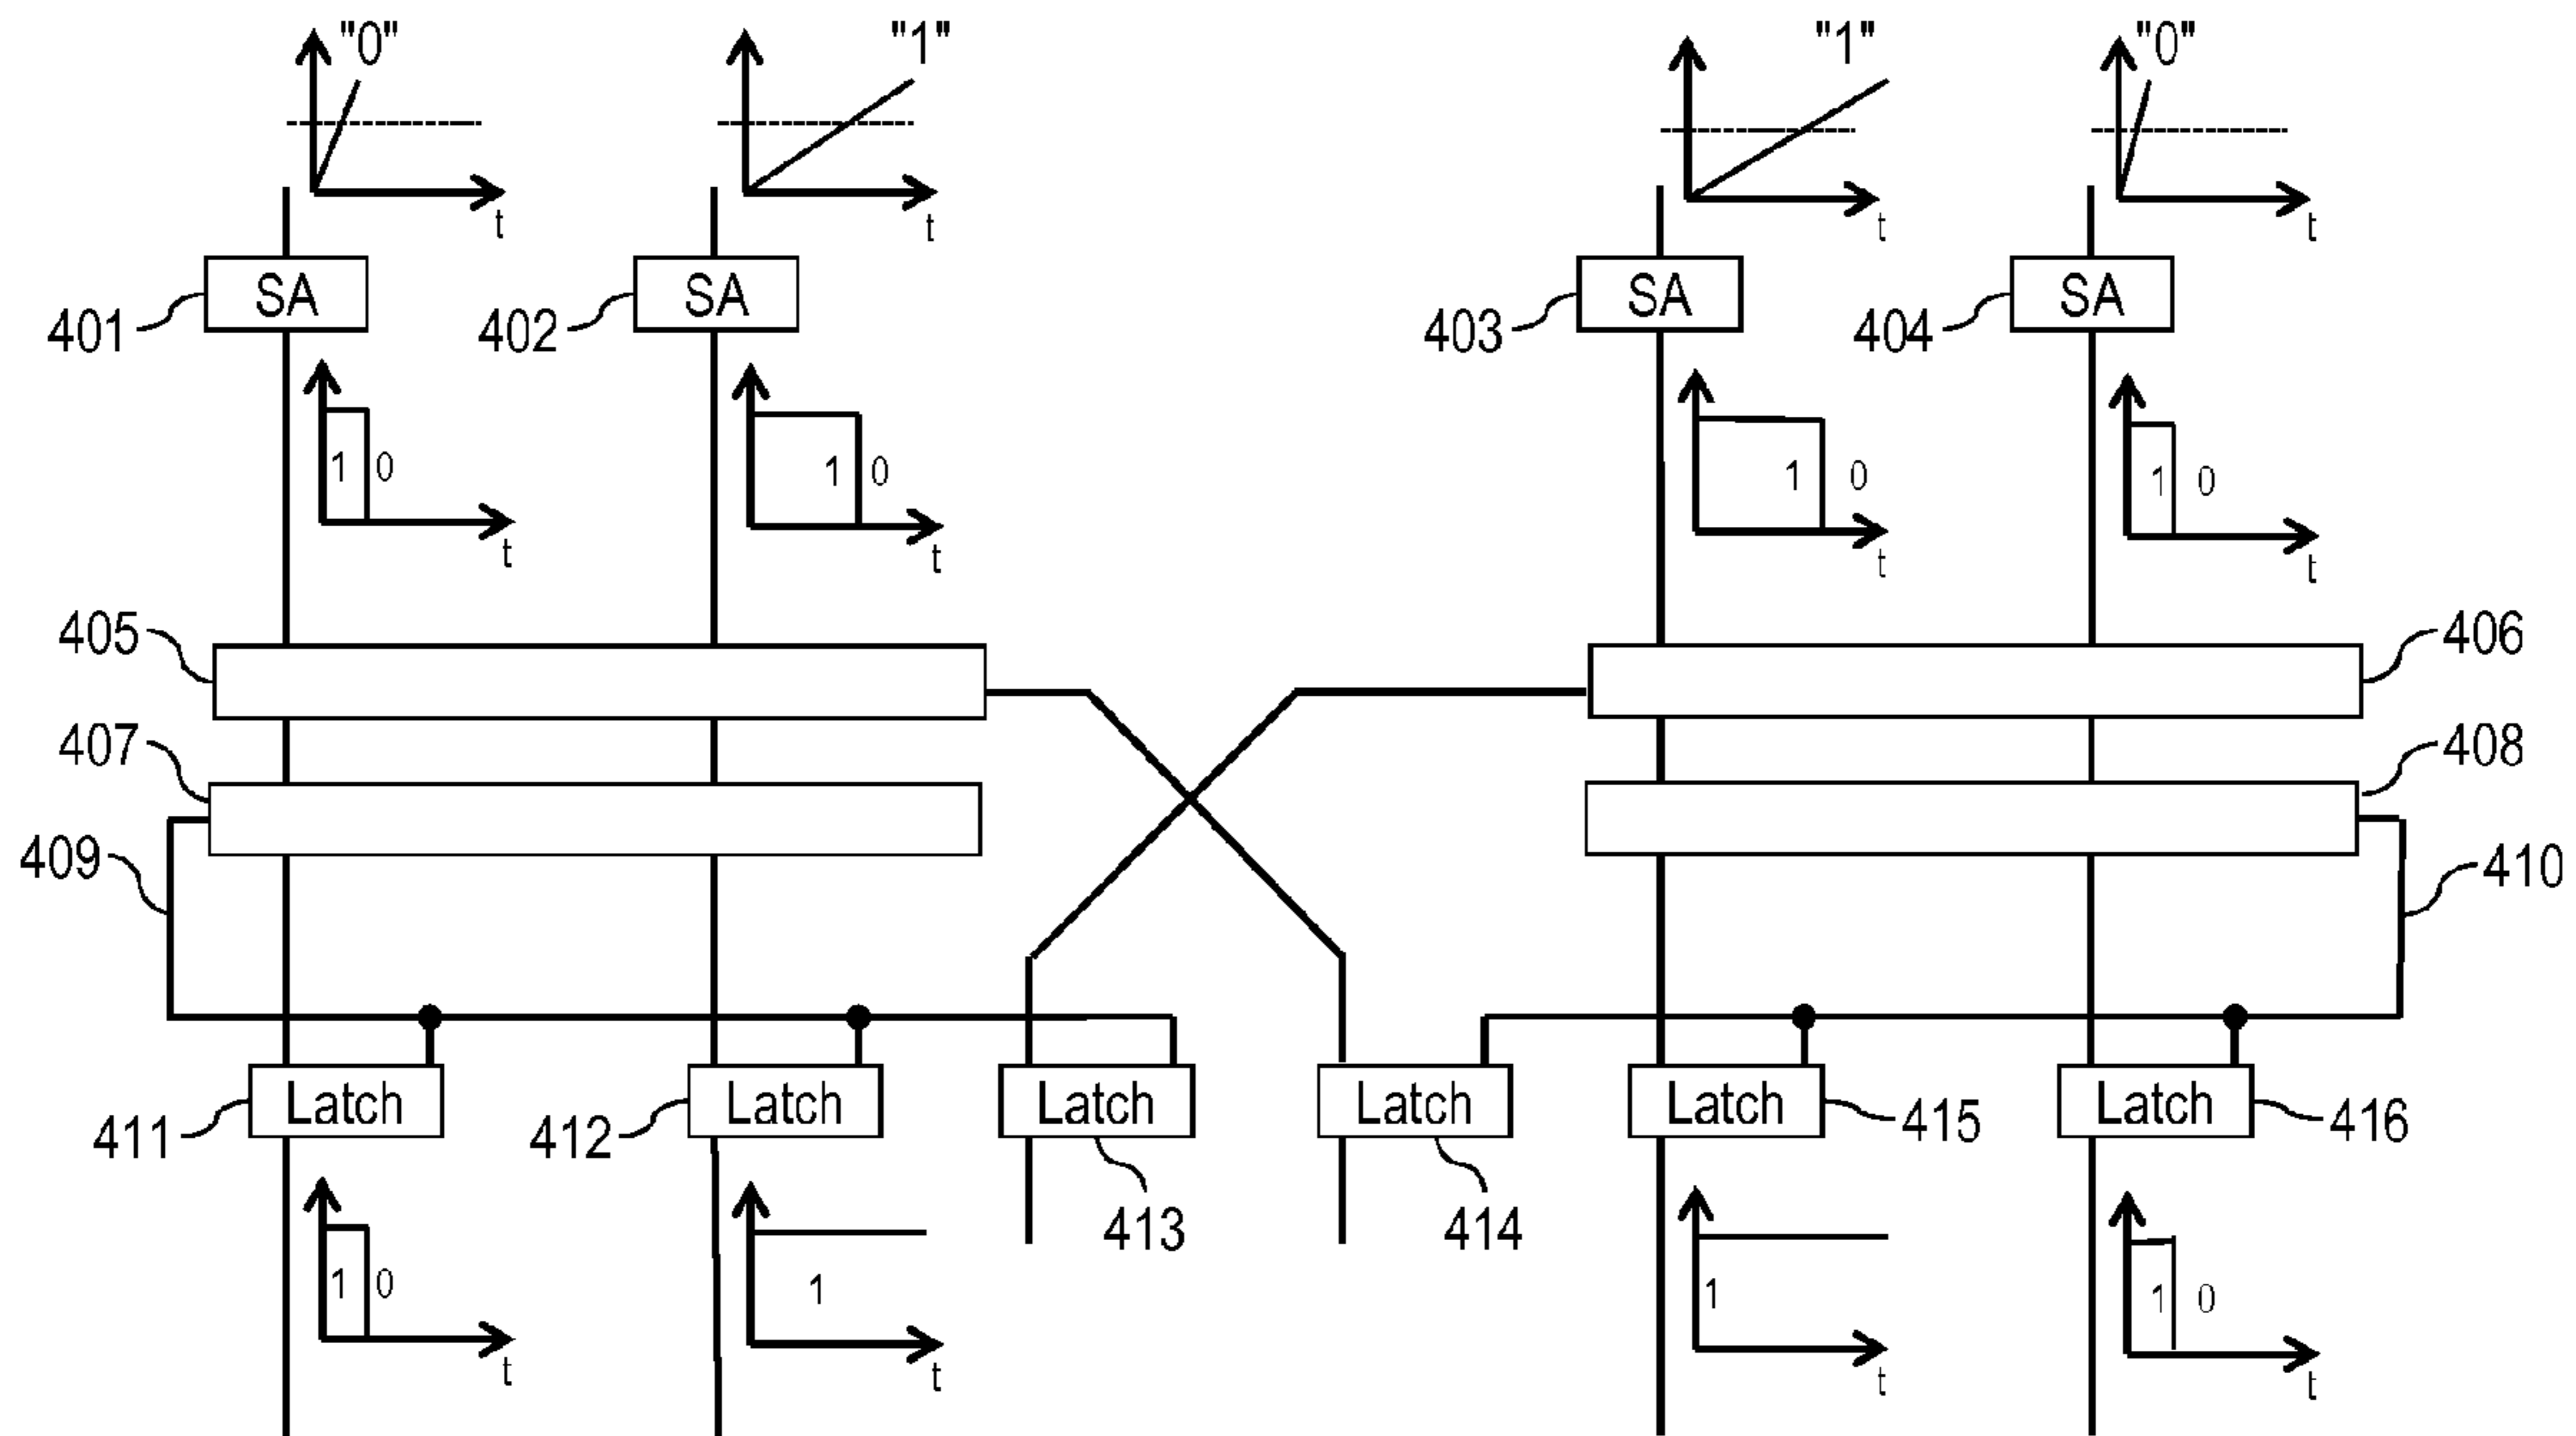 "0" "1" "1" "0"
t t t t
SA SA SA SA
401 402 403 404
1 0 1 0 1 0 1 0
t t t t
405 406
407 408
409 410
Latch Latch Latch Latch Latch Latch
411 412 413 414 415 416
1 0 1 1 1 0
t t t t